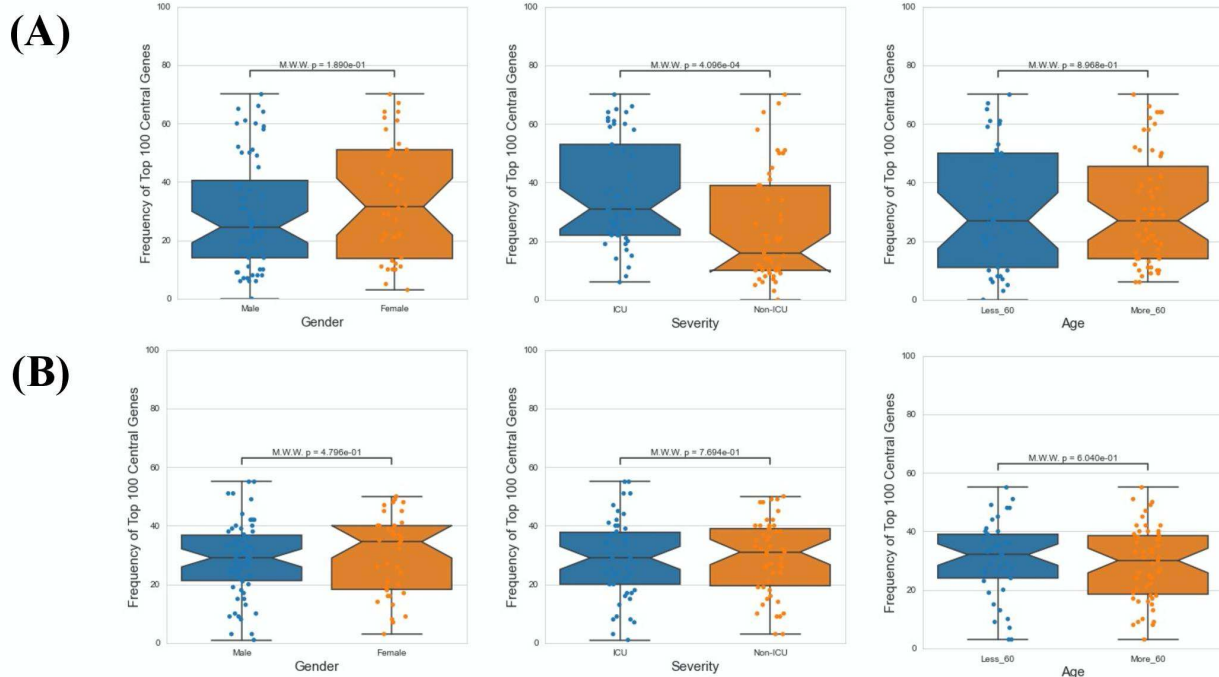 (A)
Frequency of Top 100 Central Genes
100
80
60
40
20
0
M.W.W. p = 1.890e-01
Male
Female
Gender
Frequency of Top 100 Central Genes
100
80
60
40
20
0
M.W.W. p = 4.096e-04
ICU
Non-ICU
Severity
Frequency of Top 100 Central Genes
100
80
60
40
20
0
M.W.W. p = 8.968e-01
Less_60
More_60
Age
(B)
Frequency of Top 100 Central Genes
100
80
60
40
20
0
M.W.W. p = 4.796e-01
Male
Female
Gender
Frequency of Top 100 Central Genes
100
80
60
40
20
0
M.W.W. p = 7.694e-01
ICU
Non-ICU
Severity
Frequency of Top 100 Central Genes
100
80
60
40
20
0
M.W.W. p = 6.040e-01
Less_60
More_60
Age